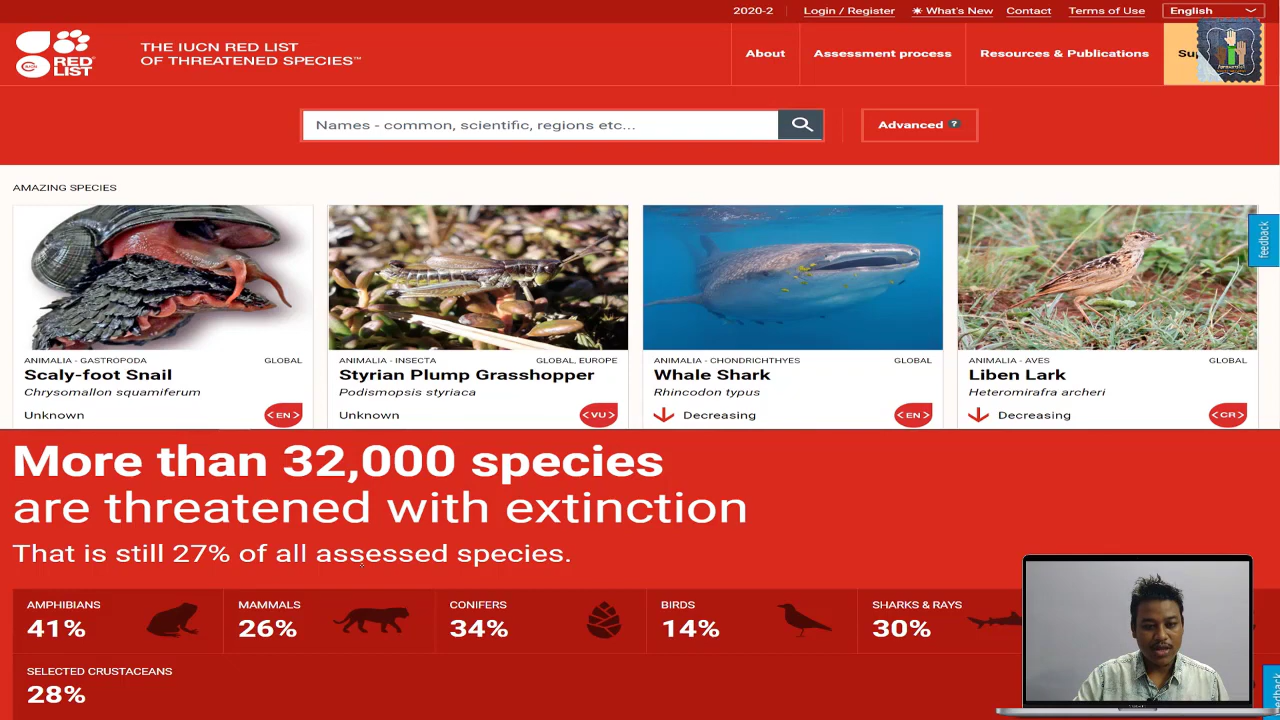 2020-2 Login / Register ✷ What's New Contact Terms of Use English
RED LIST
THE IUCN RED LIST
OF THREATENED SPECIES™
About Assessment process Resources & Publications
Names - common, scientific, regions etc...
Advanced ?
AMAZING SPECIES
feedback
ANIMALIA - GASTROPODA GLOBAL
Scaly-foot Snail
Chrysomallon squamiferum
Unknown <EN>
ANIMALIA - INSECTA GLOBAL, EUROPE
Styrian Plump Grasshopper
Podismopsis styriaca
Unknown <VU>
ANIMALIA - CHONDRICHTHYES GLOBAL
Whale Shark
Rhincodon typus
Decreasing <EN>
ANIMALIA - AVES GLOBAL
Liben Lark
Heteromirafra archeri
Decreasing <CR>
More than 32,000 species
are threatened with extinction
That is still 27% of all assessed species.
AMPHIBIANS
41%
MAMMALS
26%
CONIFERS
34%
BIRDS
14%
SHARKS & RAYS
30%
SELECTED CRUSTACEANS
28%